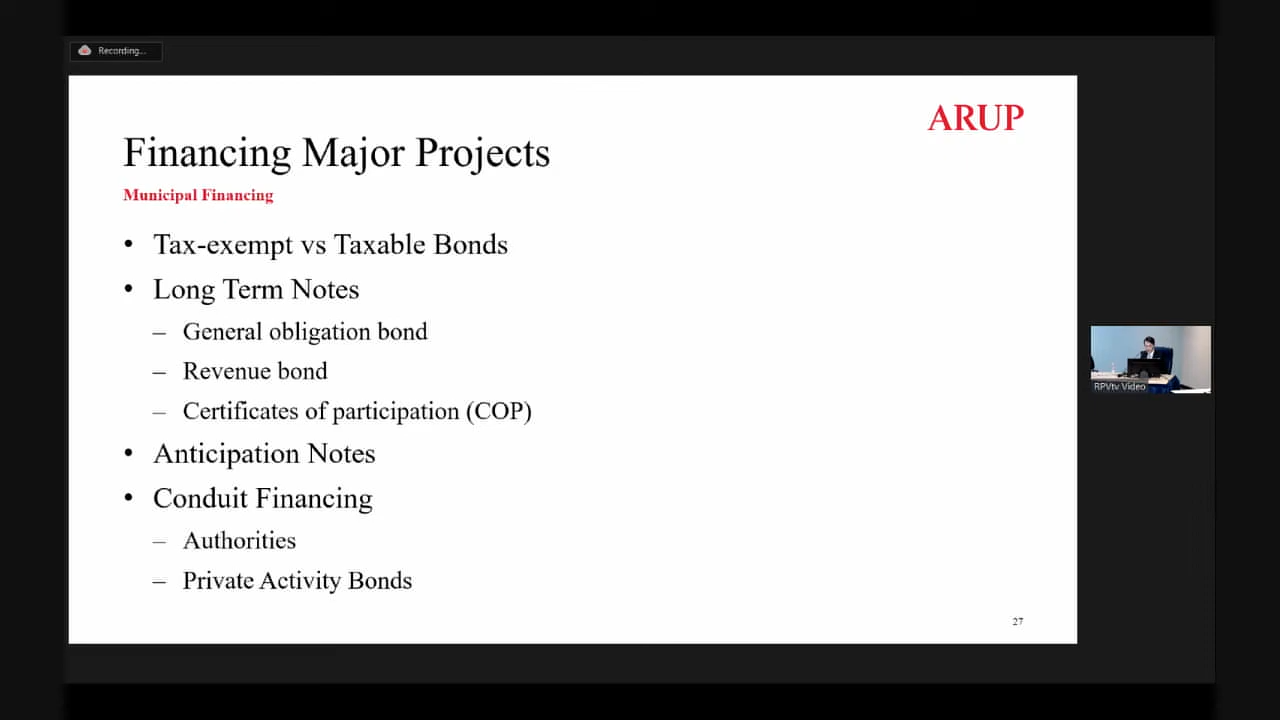 Recording...
ARUP
Financing Major Projects
Municipal Financing
• Tax-exempt vs Taxable Bonds
• Long Term Notes
– General obligation bond
– Revenue bond
– Certificates of participation (COP)
• Anticipation Notes
• Conduit Financing
– Authorities
– Private Activity Bonds
RPVtv Video
27